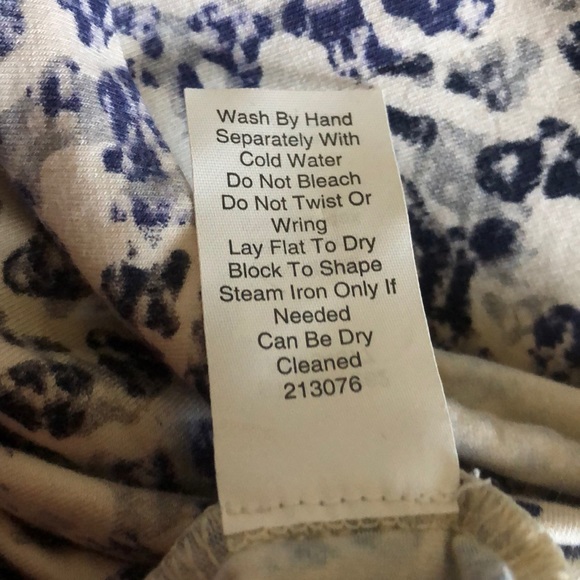 Wash By Hand
Separately With
Cold Water
Do Not Bleach
Do Not Twist Or
Wring
Lay Flat To Dry
Block To Shape
Steam Iron Only If
Needed
Can Be Dry
Cleaned
213076